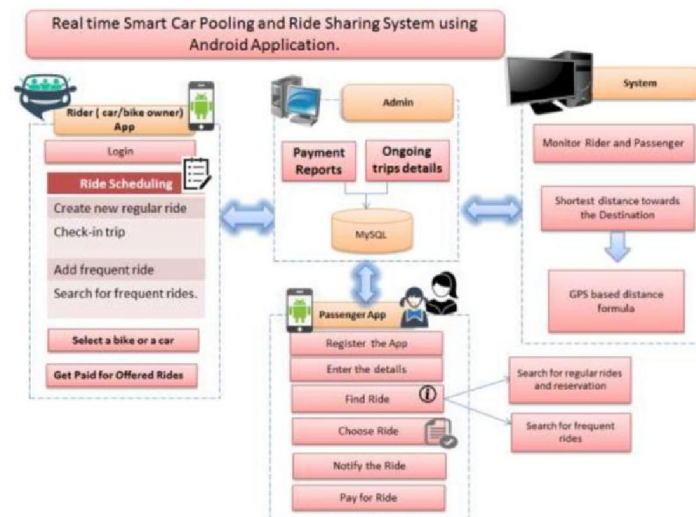 Real time Smart Car Pooling and Ride Sharing System using
Android Application.
Rider ( car/bike owner)
App
Login
Ride Scheduling
Create new regular ride
Check-in trip
Add frequent ride
Search for frequent rides.
Select a bike or a car
Get Paid for Offered Rides
Admin
Payment
Reports
Ongoing
trips details
MySQL
System
Monitor Rider and Passenger
Shortest distance towards
the Destination
GPS based distance
formula
Passenger App
Register the App
Enter the details
Find Ride
Choose Ride
Notify the Ride
Pay for Ride
Search for regular rides
and reservation
Search for frequent
rides